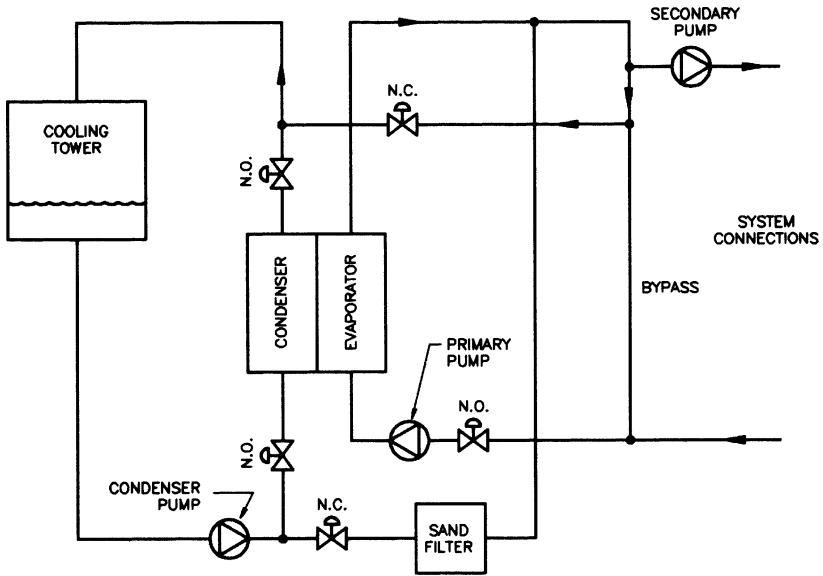 SECONDARY
PUMP
N.C.
COOLING
TOWER
N.O.
SYSTEM
CONNECTIONS
CONDENSER
EVAPORATOR
BYPASS
PRIMARY
PUMP
N.O.
N.O.
CONDENSER
PUMP
N.C.
SAND
FILTER